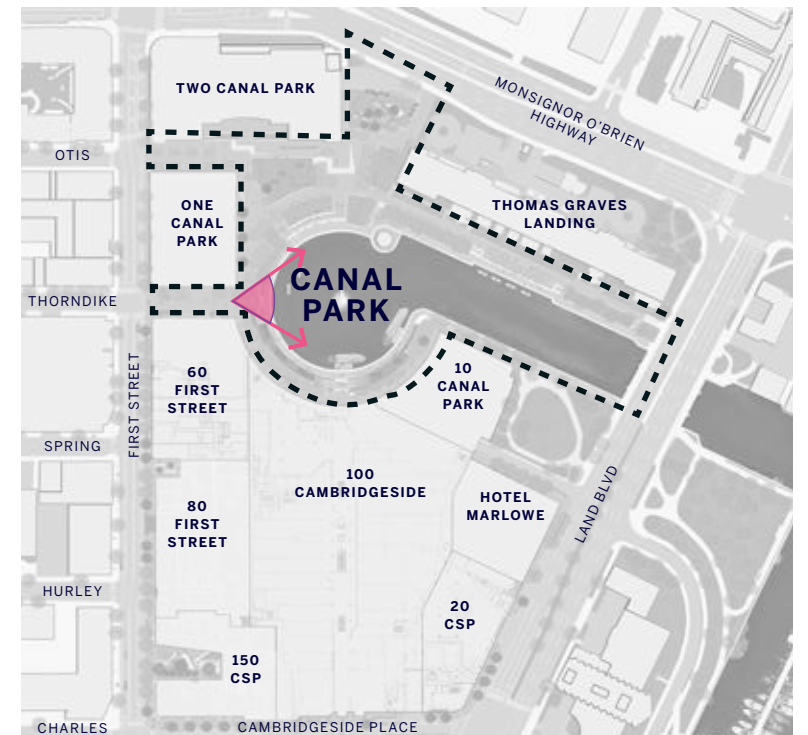 TWO CANAL PARK
MONSIGNOR O'BRIEN
HIGHWAY
OTIS
ONE
CANAL
PARK
THOMAS GRAVES
LANDING
CANAL
PARK
THORNDIKE
FIRST STREET
60
FIRST
STREET
10
CANAL
PARK
SPRING
100
CAMBRIDGESIDE
HOTEL
MARLOWE
LAND BLVD
80
FIRST
STREET
HURLEY
20
CSP
150
CSP
CHARLES
CAMBRIDGESIDE PLACE